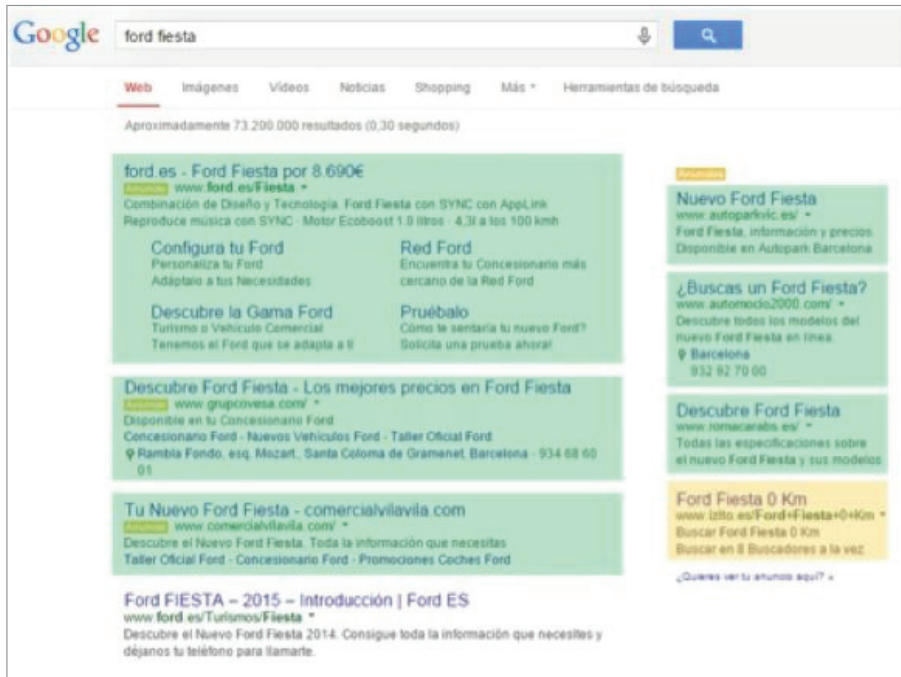 Google
ford fiesta
Web Imágenes Vídeos Noticias Shopping Más Herramientas de búsqueda
Aproximadamente 73.200.000 resultados (0,30 segundos)
ford.es - Ford Fiesta por 8.690€
Anuncio www.ford.es/Fiesta
Combinación de Diseño y Tecnología. Ford Fiesta con SYNC con AppLink
Reproduce música con SYNC · Motor Ecoboost 1.0 litros · 4,3l a los 100 kmh
Configura tu Ford
Personaliza tu Ford
Adáptalo a tus Necesidades
Red Ford
Encuentra tu Concesionario más
cercano de la Red Ford
Descubre la Gama Ford
Turismo o Vehículo Comercial
Tenemos el Ford que se adapta a tí
Pruébalo
Cómo te sentaría tu nuevo Ford?
Solicita una prueba ahora!
Descubre Ford Fiesta - Los mejores precios en Ford Fiesta
Anuncio www.grupcovesa.com/
Disponible en tu Concesionario Ford
Concesionario Ford - Nuevos Vehículos Ford - Taller Oficial Ford
Rambla Fondo, esq. Mozart., Santa Coloma de Gramenet, Barcelona - 934 68 60
01
Tu Nuevo Ford Fiesta - comercialvilavila.com
Anuncio www.comercialvilavila.com/
Descubre el Nuevo Ford Fiesta. Toda la información que necesitas
Taller Oficial Ford - Concesionario Ford - Promociones Coches Ford
Ford FIESTA – 2015 – Introducción | Ford ES
www.ford.es/Turismos/Fiesta
Descubre el Nuevo Ford Fiesta 2014. Consigue toda la información que necesites y
déjanos tu teléfono para llamarte.
Anuncios
Nuevo Ford Fiesta
www.autoparkvic.es/
Ford Fiesta, información y precios
Disponible en Autopark Barcelona
¿Buscas un Ford Fiesta?
www.automocio2000.com/
Descubre todos los modelos del
nuevo Ford Fiesta en línea.
Barcelona
932 92 70 00
Descubre Ford Fiesta
www.romacarabs.es/
Todas las especificaciones sobre
el nuevo Ford Fiesta y sus modelos
Ford Fiesta 0 Km
www.izito.es/Ford+Fiesta+0+Km
Buscar Ford Fiesta 0 Km
Buscar en 8 Buscadores a la vez
¿Quieres ver tu anuncio aquí? »